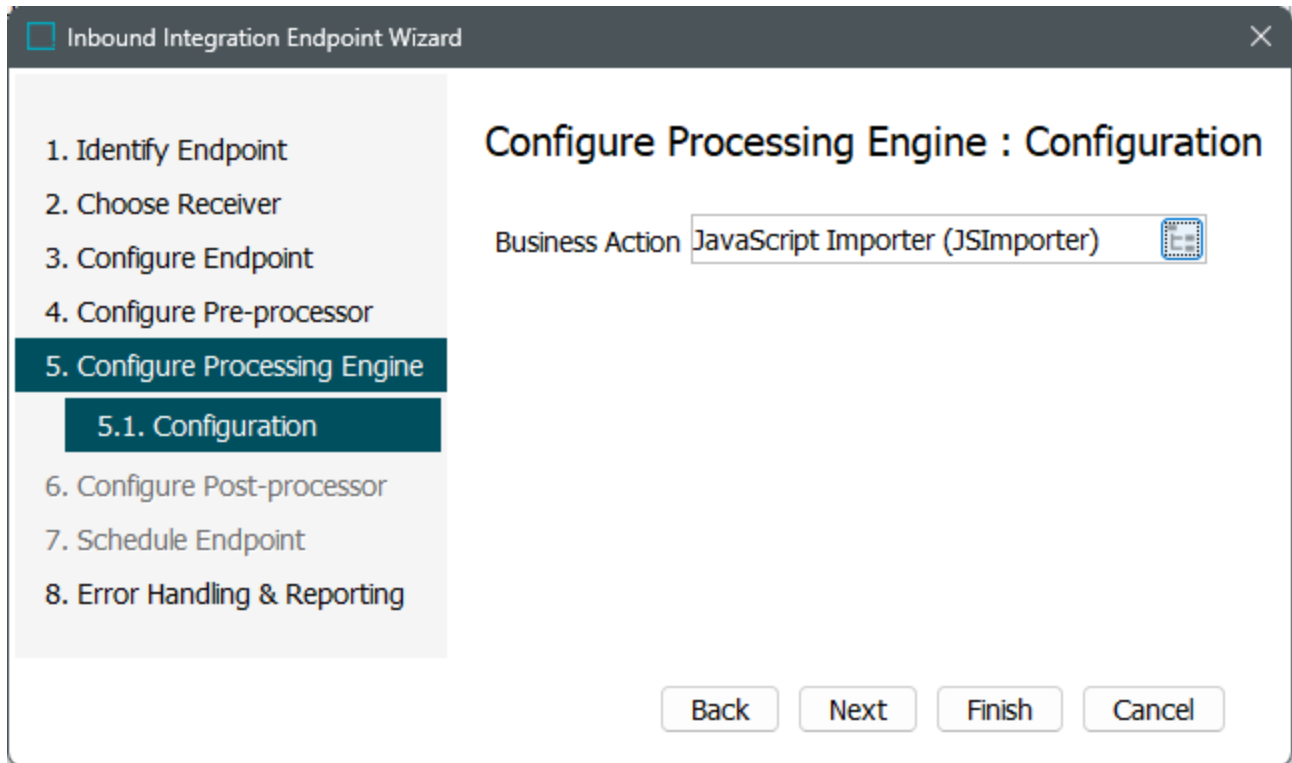 Inbound Integration Endpoint Wizard
1. Identify Endpoint
2. Choose Receiver
3. Configure Endpoint
4. Configure Pre-processor
5. Configure Processing Engine
5.1. Configuration
6. Configure Post-processor
7. Schedule Endpoint
8. Error Handling & Reporting
Configure Processing Engine : Configuration
Business Action JavaScript Importer (JSImporter)
Back Next Finish Cancel